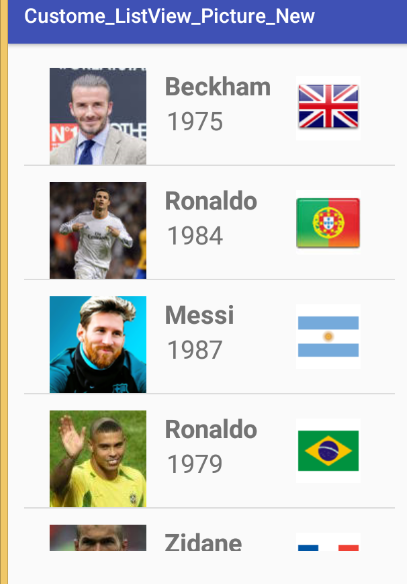 Custome_ListView_Picture_New
Beckham
1975
Ronaldo
1984
Messi
1987
Ronaldo
1979
Zidane